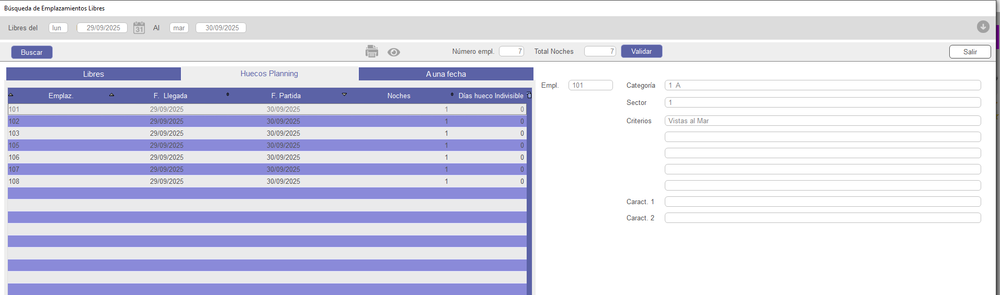 Búsqueda de Emplazamientos Libres
Libres del lun 29/09/2025 31 Al mar 30/09/2025
Buscar Número empl. 7 Total Noches 7 Validar Salir
Libres Huecos Planning A una fecha
Empl. 101 Categoría 1 A
Emplaz. F. Llegada F. Partida Noches Días hueco Indivisible
Sector 1
101 29/09/2025 30/09/2025 1 0
102 29/09/2025 30/09/2025 1 0
Criterios Vistas al Mar
103 29/09/2025 30/09/2025 1 0
105 29/09/2025 30/09/2025 1 0
106 29/09/2025 30/09/2025 1 0
107 29/09/2025 30/09/2025 1 0
108 29/09/2025 30/09/2025 1 0
Caract. 1
Caract. 2